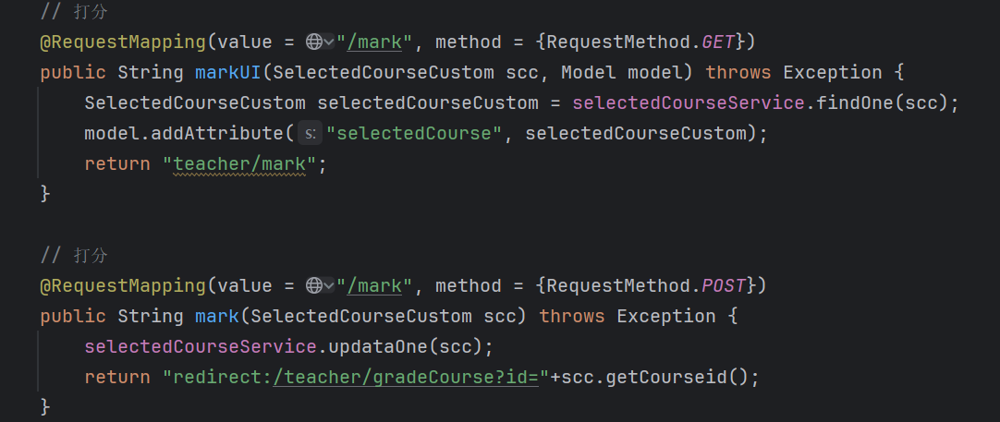 // 打分
@RequestMapping(value = "/mark", method = {RequestMethod.GET})
public String markUI(SelectedCourseCustom scc, Model model) throws Exception {
    SelectedCourseCustom selectedCourseCustom = selectedCourseService.findOne(scc);
    model.addAttribute( s: "selectedCourse", selectedCourseCustom);
    return "teacher/mark";
}
// 打分
@RequestMapping(value = "/mark", method = {RequestMethod.POST})
public String mark(SelectedCourseCustom scc) throws Exception {
    selectedCourseService.updataOne(scc);
    return "redirect:/teacher/gradeCourse?id="+scc.getCourseid();
}